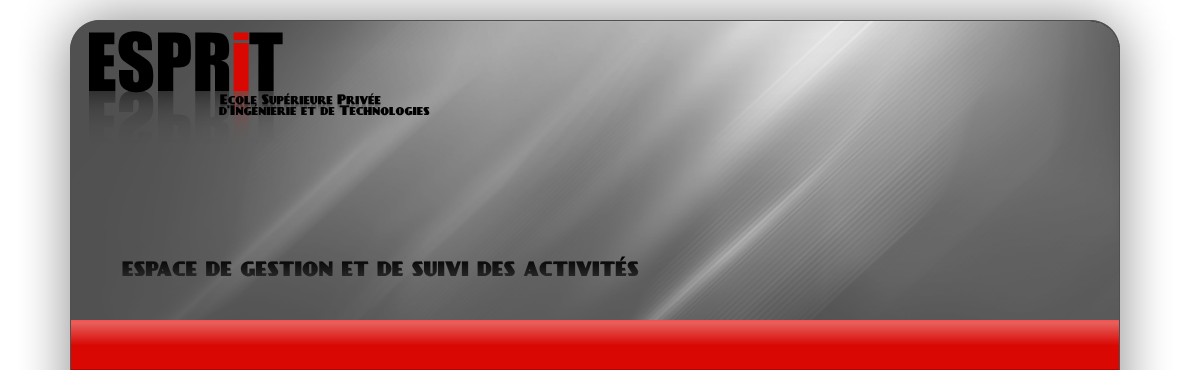 ESPRiT
Ecole Supérieure Privée
d'Ingénierie et de Technologies
ESPACE DE GESTION ET DE SUIVI DES ACTIVITÉS